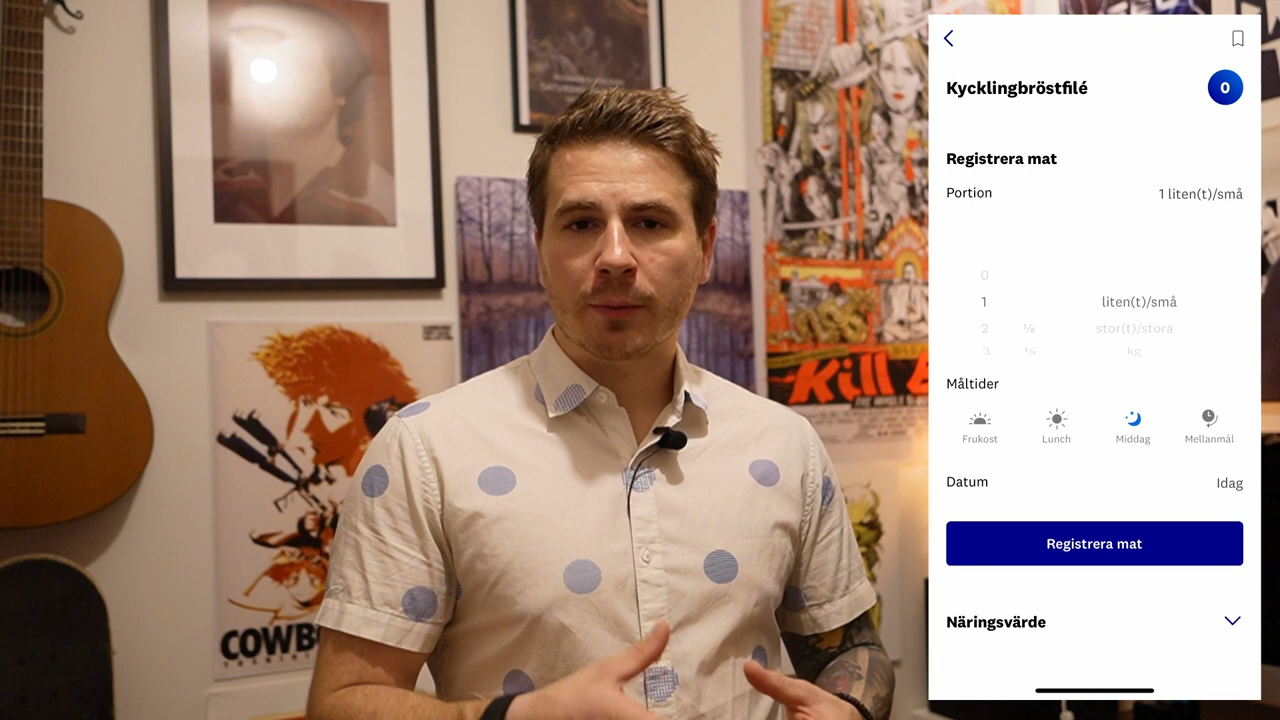 COWB
Kill B
Kycklingbröstfilé
0
Registrera mat
Portion
1 liten(t)/små
0
1 liten(t)/små
2 ⅛ stor(t)/stora
3 ¼ kg
Måltider
Frukost Lunch Middag Mellanmål
Datum
Idag
Registrera mat
Näringsvärde